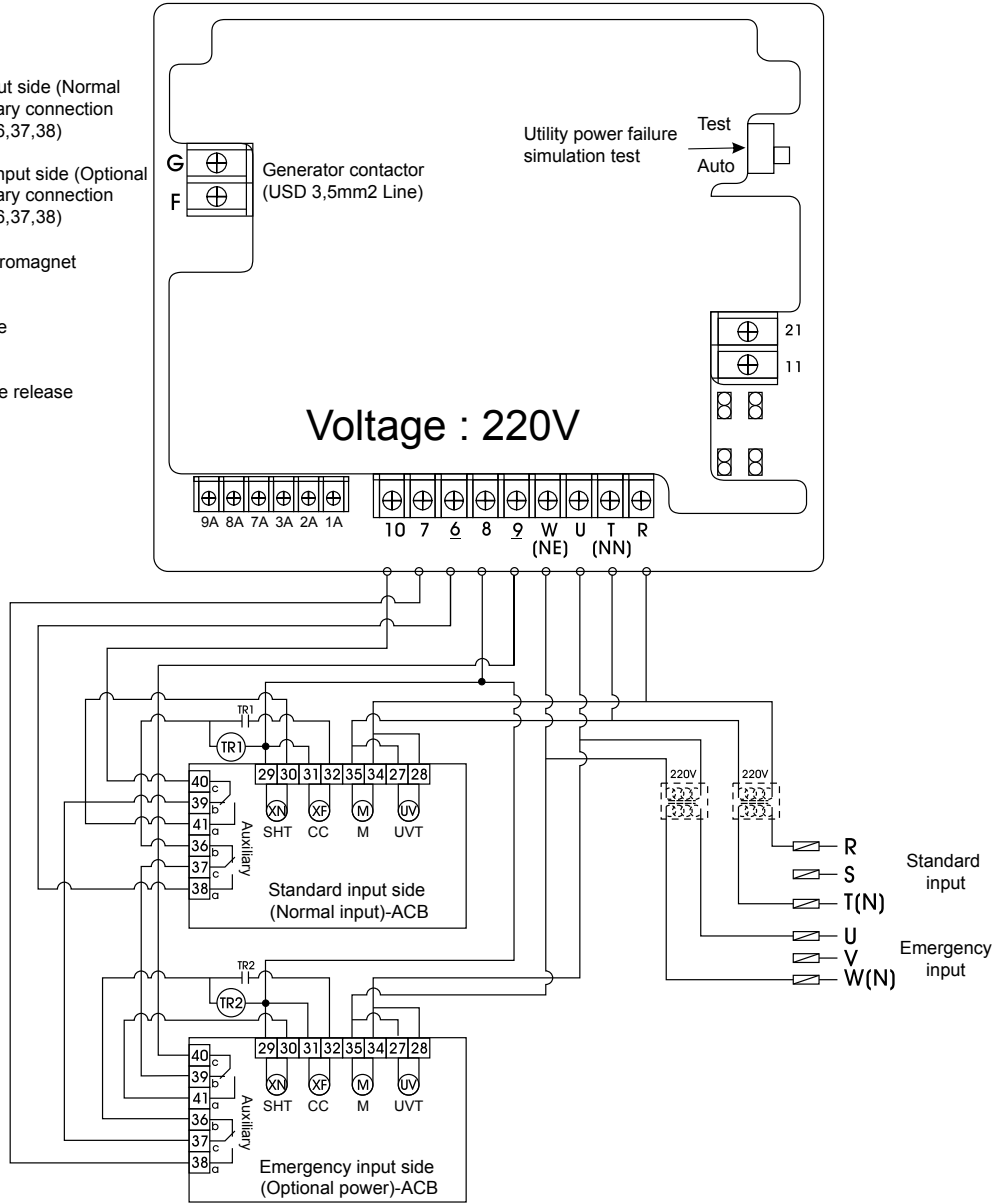 ut side (Normal
ary connection
6,37,38)
nput side (Optional
ary connection
6,37,38)
romagnet
e
e release
G
F
Generator contactor
(USD 3,5mm2 Line)
Utility power failure
simulation test
Test
Auto
21
11
Voltage : 220V
9A 8A 7A 3A 2A 1A
10 7 6 8 9 W U T R
(NE) (NN)
TR1
TR1
29 30 31 32 35 34 27 28
XN XF M UV
SHT CC M UVT
40 c
39 b
41 a
36 b
37 c
38 a
Auxiliary
Standard input side
(Normal input)-ACB
220V 220V
R
S
T(N)
Standard
input
U
V
W(N)
Emergency
input
TR2
TR2
29 30 31 32 35 34 27 28
XN XF M UV
SHT CC M UVT
40 c
39 b
41 a
36 b
37 c
38 a
Auxiliary
Emergency input side
(Optional power)-ACB